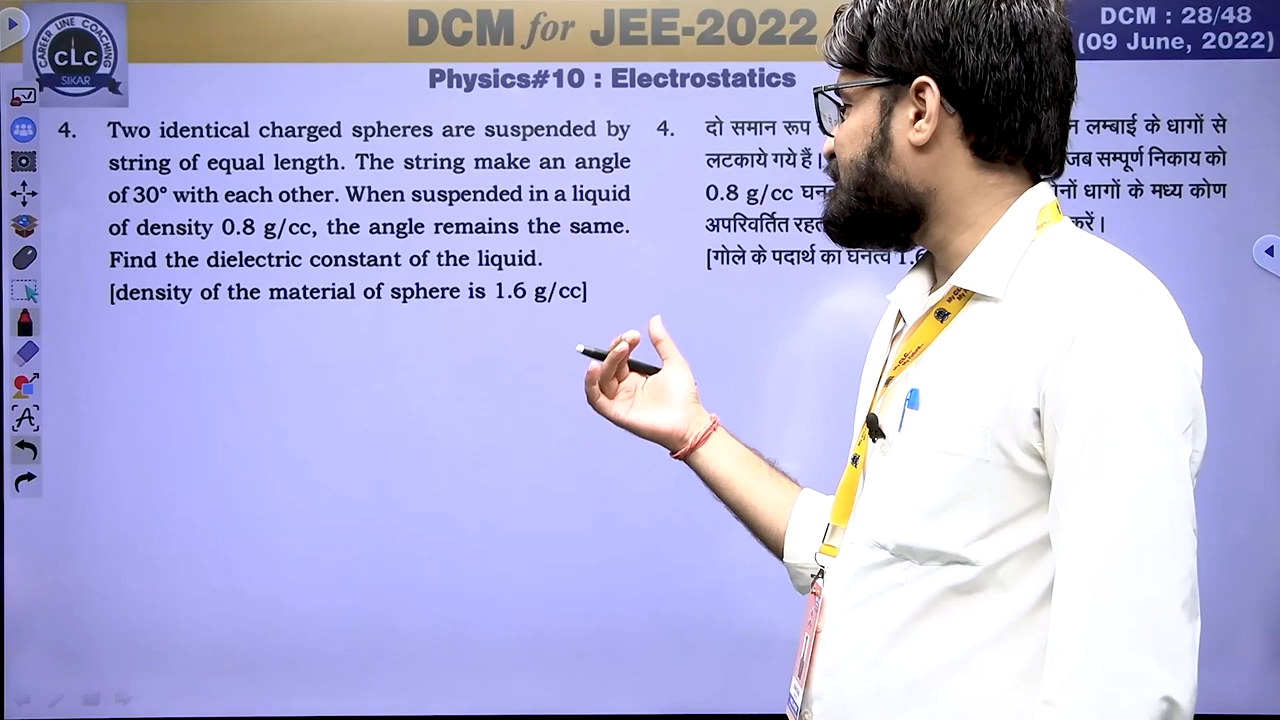 DCM for JEE-2022
DCM : 28/48
(09 June, 2022)
CAREER LINE COACHING
CLC
SIKAR
Physics#10 : Electrostatics
4. Two identical charged spheres are suspended by
string of equal length. The string make an angle
of 30° with each other. When suspended in a liquid
of density 0.8 g/cc, the angle remains the same.
Find the dielectric constant of the liquid.
[density of the material of sphere is 1.6 g/cc]
4. दो समान रूप लम्बाई के धागों से
लटकाये गये हैं। जब सम्पूर्ण निकाय को
0.8 g/cc धागों के मध्य कोण
अपरिवर्तित करें।
[गोले के पदार्थ का घनत्व